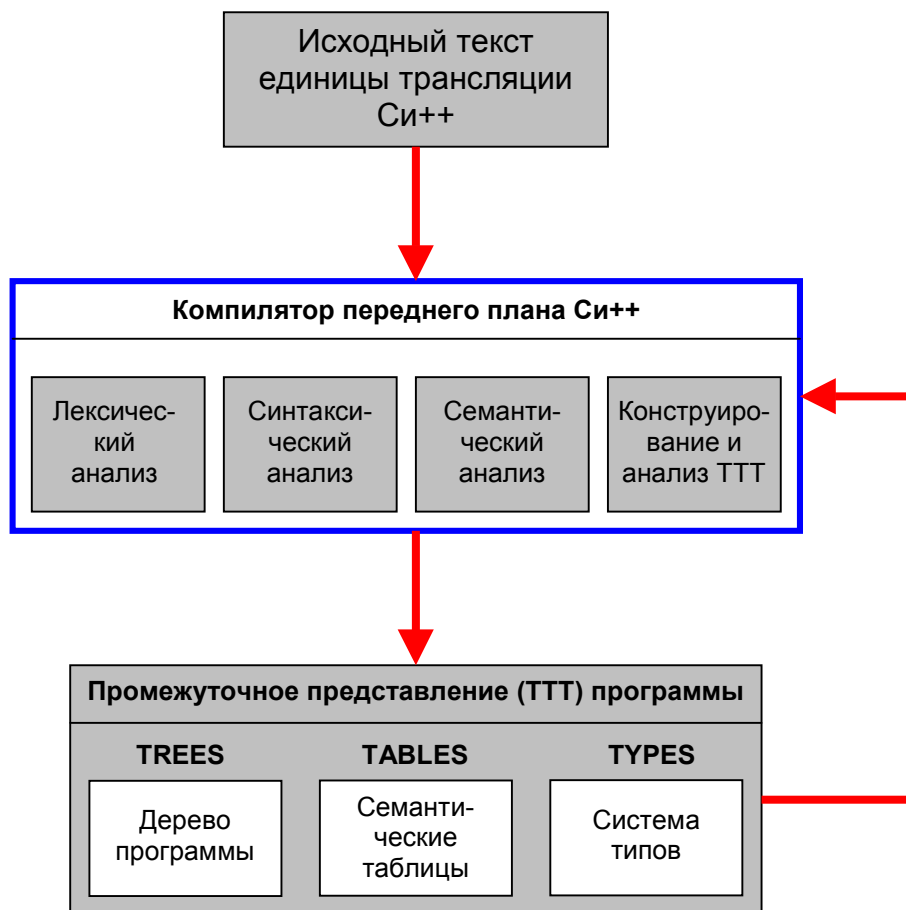 Исходный текст
единицы трансляции
Си++
Компилятор переднего плана Си++
Лексичес-
кий
анализ
Синтакси-
ческий
анализ
Семанти-
ческий
анализ
Конструиро-
вание и
анализ ТТТ
Промежуточное представление (ТТТ) программы
TREES
TABLES
TYPES
Дерево
программы
Семанти-
ческие
таблицы
Система
типов